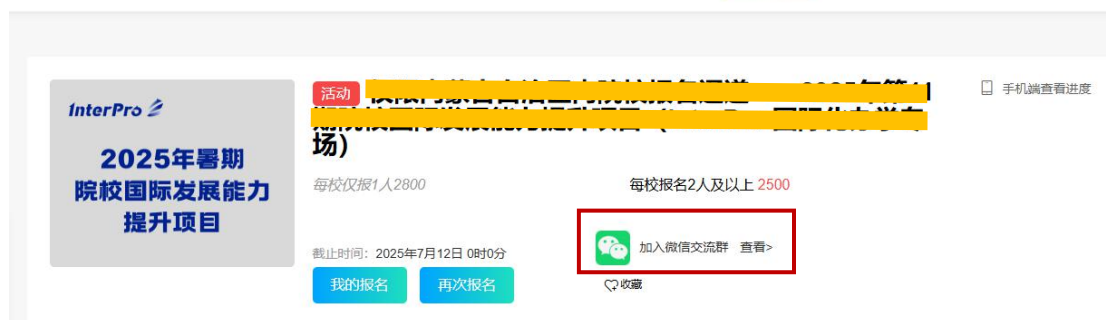 InterPro
2025年暑期
院校国际发展能力
提升项目
活动
场)
手机端查看进度
每校仅报1人2800
每校报名2人及以上 2500
加入微信交流群 查看>
截止时间：2025年7月12日 0时0分
我的报名 再次报名
收藏